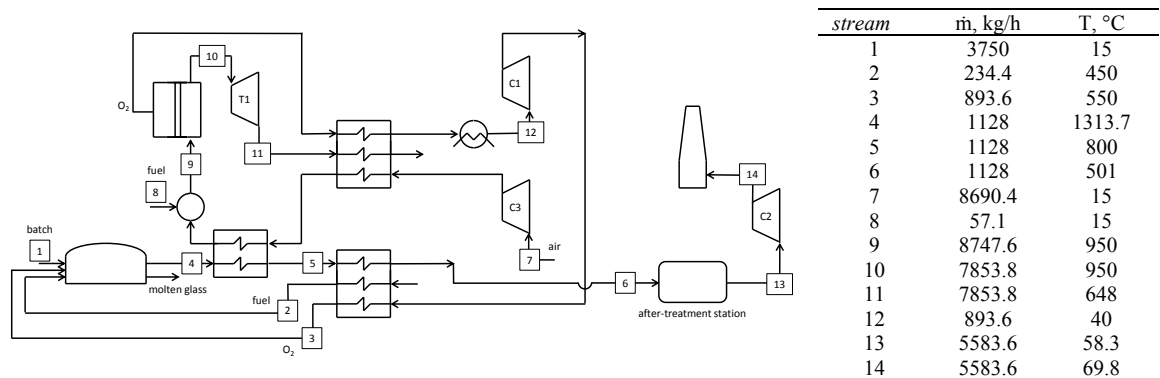 10
T1
O₂
11
9
fuel
8
batch
1
4
molten glass
5
fuel
2
3
O₂
C1
12
C3
7
air
6
after-treatment station
13
14
C2
stream ṁ, kg/h T, °C
1 3750 15
2 234.4 450
3 893.6 550
4 1128 1313.7
5 1128 800
6 1128 501
7 8690.4 15
8 57.1 15
9 8747.6 950
10 7853.8 950
11 7853.8 648
12 893.6 40
13 5583.6 58.3
14 5583.6 69.8